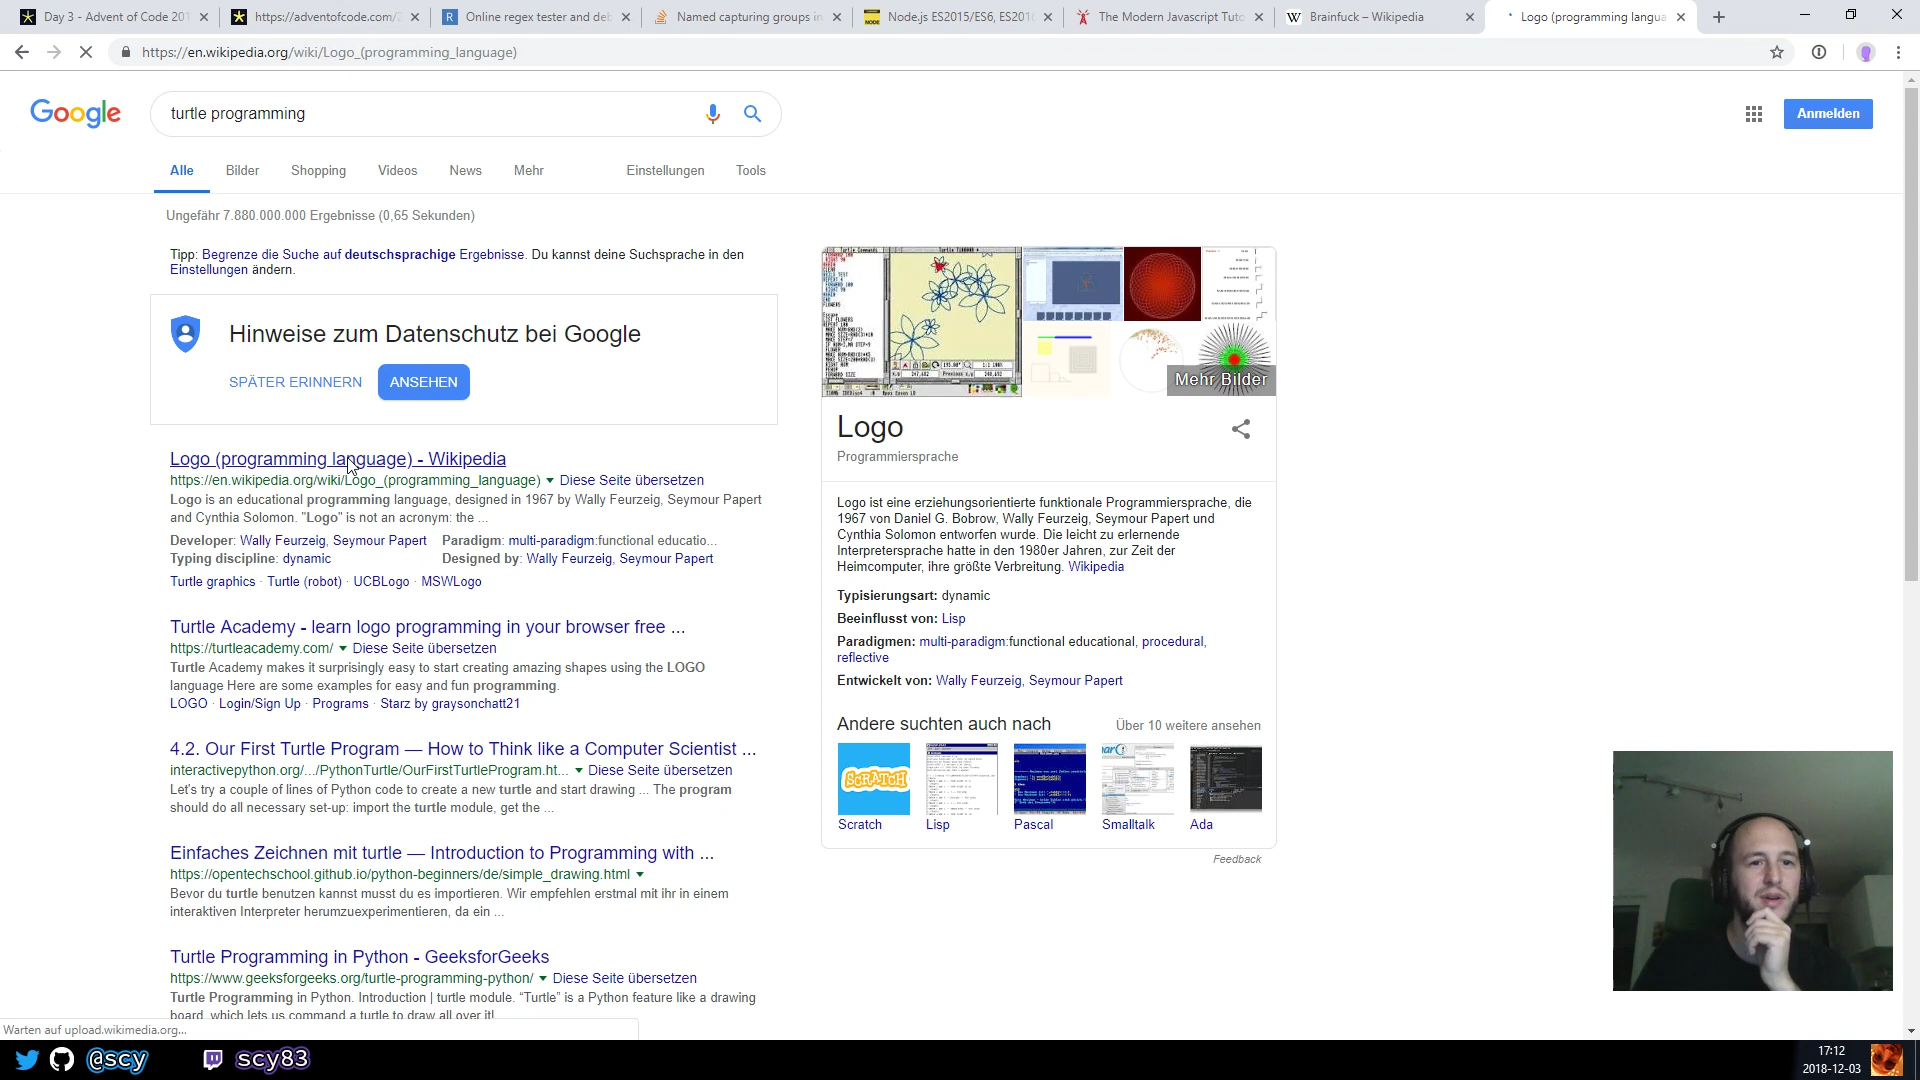 Day 3 - Advent of Code 201
https://adventofcode.com/2
Online regex tester and deb
Named capturing groups in
Node.js ES2015/ES6, ES2016
The Modern Javascript Tuto
Brainfuck – Wikipedia
Logo (programming langua
https://en.wikipedia.org/wiki/Logo_(programming_language)
Google
turtle programming
Anmelden
Alle Bilder Shopping Videos News Mehr Einstellungen Tools
Ungefähr 7.880.000.000 Ergebnisse (0,65 Sekunden)
Tipp: Begrenze die Suche auf deutschsprachige Ergebnisse. Du kannst deine Suchsprache in den
Einstellungen ändern.
Hinweise zum Datenschutz bei Google
SPÄTER ERINNERN ANSEHEN
Logo (programming language) - Wikipedia
https://en.wikipedia.org/wiki/Logo_(programming_language) Diese Seite übersetzen
Logo is an educational programming language, designed in 1967 by Wally Feurzeig, Seymour Papert
and Cynthia Solomon. "Logo" is not an acronym: the ...
Developer: Wally Feurzeig, Seymour Papert Paradigm: multi-paradigm:functional educatio...
Typing discipline: dynamic Designed by: Wally Feurzeig, Seymour Papert
Turtle graphics · Turtle (robot) · UCBLogo · MSWLogo
Turtle Academy - learn logo programming in your browser free ...
https://turtleacademy.com/ Diese Seite übersetzen
Turtle Academy makes it surprisingly easy to start creating amazing shapes using the LOGO
language Here are some examples for easy and fun programming.
LOGO · Login/Sign Up · Programs · Starz by graysonchatt21
4.2. Our First Turtle Program — How to Think like a Computer Scientist ...
interactivepython.org/.../PythonTurtle/OurFirstTurtleProgram.ht... Diese Seite übersetzen
Let's try a couple of lines of Python code to create a new turtle and start drawing ... The program
should do all necessary set-up: import the turtle module, get the ...
Einfaches Zeichnen mit turtle — Introduction to Programming with ...
https://opentechschool.github.io/python-beginners/de/simple_drawing.html
Bevor du turtle benutzen kannst musst du es importieren. Wir empfehlen erstmal mit ihr in einem
interaktiven Interpreter herumzuexperimentieren, da ein ...
Turtle Programming in Python - GeeksforGeeks
https://www.geeksforgeeks.org/turtle-programming-python/ Diese Seite übersetzen
Turtle Programming in Python. Introduction | turtle module. “Turtle” is a Python feature like a drawing
board, which lets us command a turtle to draw all over it!
Mehr Bilder
Logo
Programmiersprache
Logo ist eine erziehungsorientierte funktionale Programmiersprache, die
1967 von Daniel G. Bobrow, Wally Feurzeig, Seymour Papert und
Cynthia Solomon entworfen wurde. Die leicht zu erlernende
Interpretersprache hatte in den 1980er Jahren, zur Zeit der
Heimcomputer, ihre größte Verbreitung. Wikipedia
Typisierungsart: dynamic
Beeinflusst von: Lisp
Paradigmen: multi-paradigm:functional educational, procedural,
reflective
Entwickelt von: Wally Feurzeig, Seymour Papert
Andere suchten auch nach Über 10 weitere ansehen
SCRATCH
Scratch Lisp Pascal Smalltalk Ada
Feedback
Warten auf upload.wikimedia.org...
@scy scy83
17:12
2018-12-03